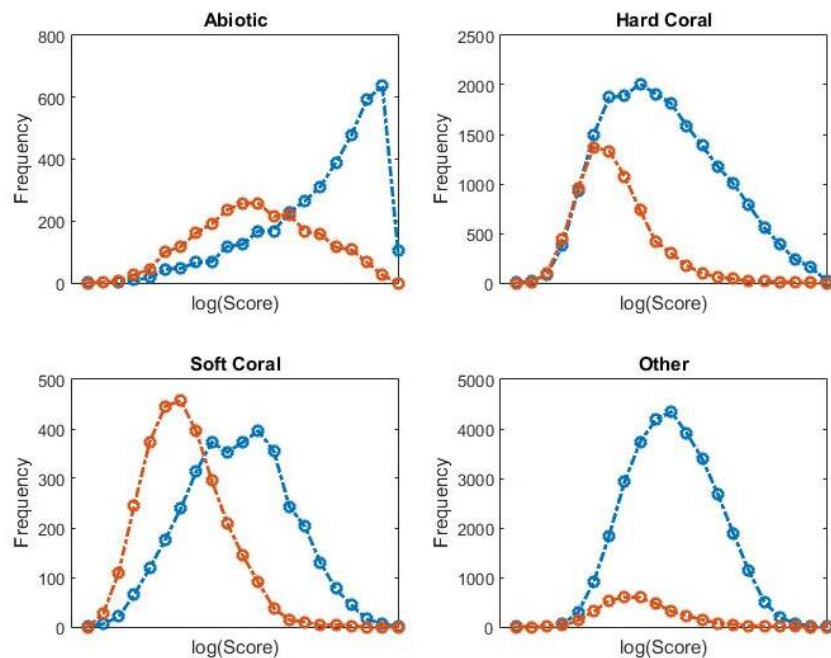 Abiotic
800
600
400
200
0
Frequency
log(Score)
Hard Coral
2500
2000
1500
1000
500
0
Frequency
log(Score)
Soft Coral
500
400
300
200
100
0
Frequency
log(Score)
Other
5000
4000
3000
2000
1000
0
Frequency
log(Score)